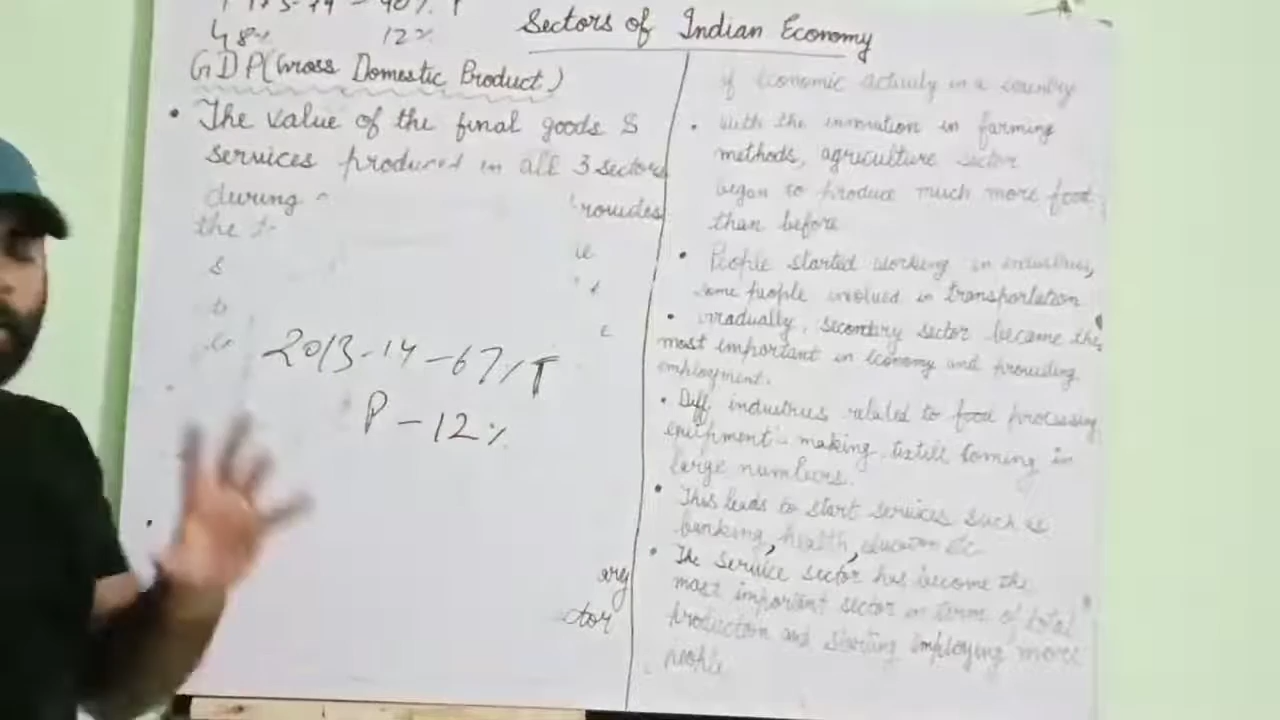 Sectors of Indian Economy
48% 12%
GDP (Gross Domestic Product)
• The value of the final goods &
services produced in all 3 sectors
during
rovides
the
2013-14-67% T
P-12%
ary
ctor
of economic activity in a country
• with the innovation in farming
methods, agriculture sector
began to produce much more food
than before
• People started working in industries,
some people involved in transportation
• Gradually, secondary sector became the
most important in economy and providing
employment.
• Diff industries related to food processing
equipment making, textile coming in
large numbers.
• This leads to start services such as
banking, health, education etc
• The service sector has become the
most important sector in term of total
production and starting employing more
people